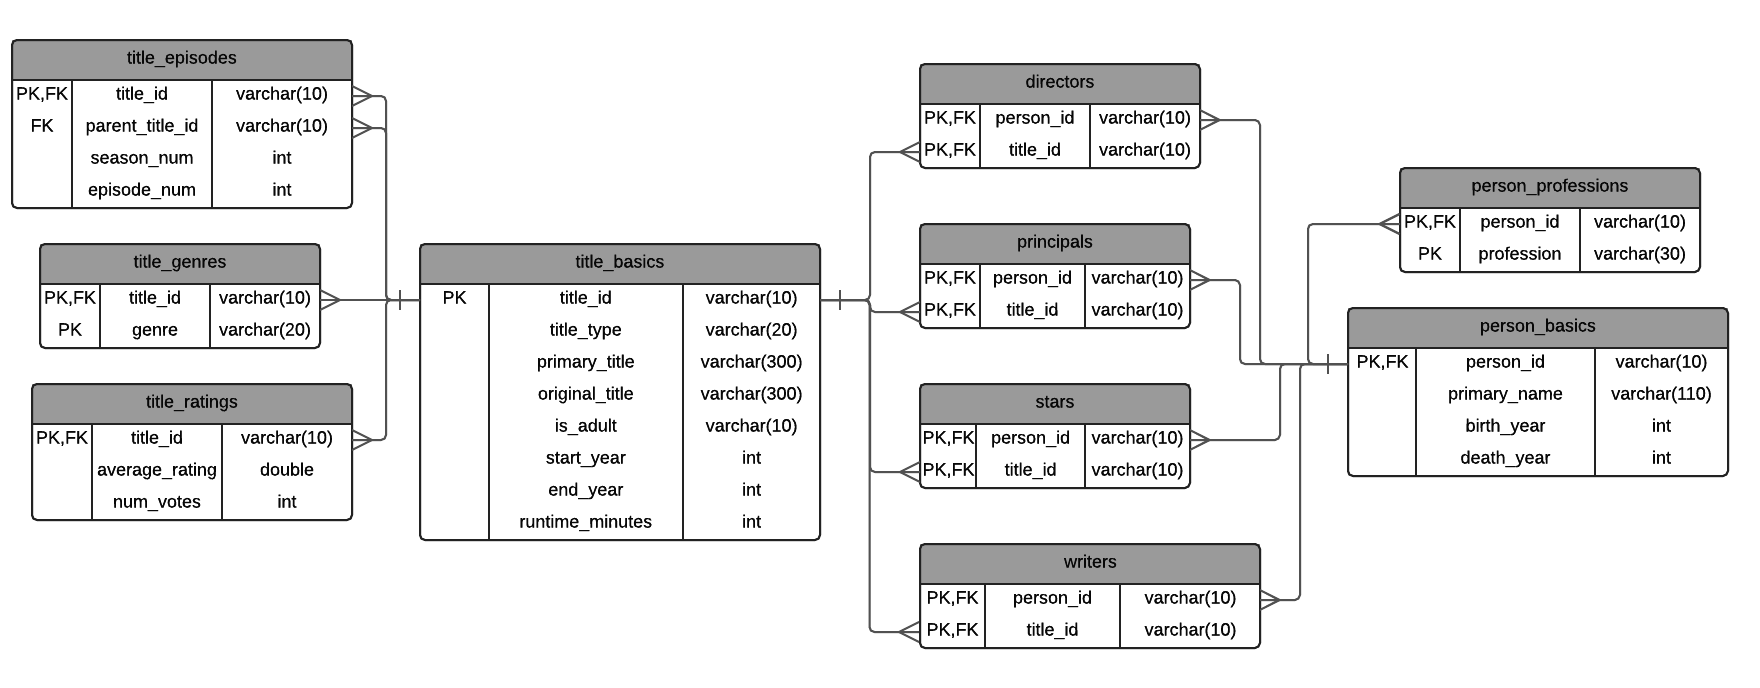 title_episodes
PK,FK title_id varchar(10)
FK parent_title_id varchar(10)
season_num int
episode_num int
title_genres
PK,FK title_id varchar(10)
PK genre varchar(20)
title_ratings
PK,FK title_id varchar(10)
average_rating double
num_votes int
title_basics
PK title_id varchar(10)
title_type varchar(20)
primary_title varchar(300)
original_title varchar(300)
is_adult varchar(10)
start_year int
end_year int
runtime_minutes int
directors
PK,FK person_id varchar(10)
PK,FK title_id varchar(10)
principals
PK,FK person_id varchar(10)
PK,FK title_id varchar(10)
stars
PK,FK person_id varchar(10)
PK,FK title_id varchar(10)
writers
PK,FK person_id varchar(10)
PK,FK title_id varchar(10)
person_professions
PK,FK person_id varchar(10)
PK profession varchar(30)
person_basics
PK,FK person_id varchar(10)
primary_name varchar(110)
birth_year int
death_year int